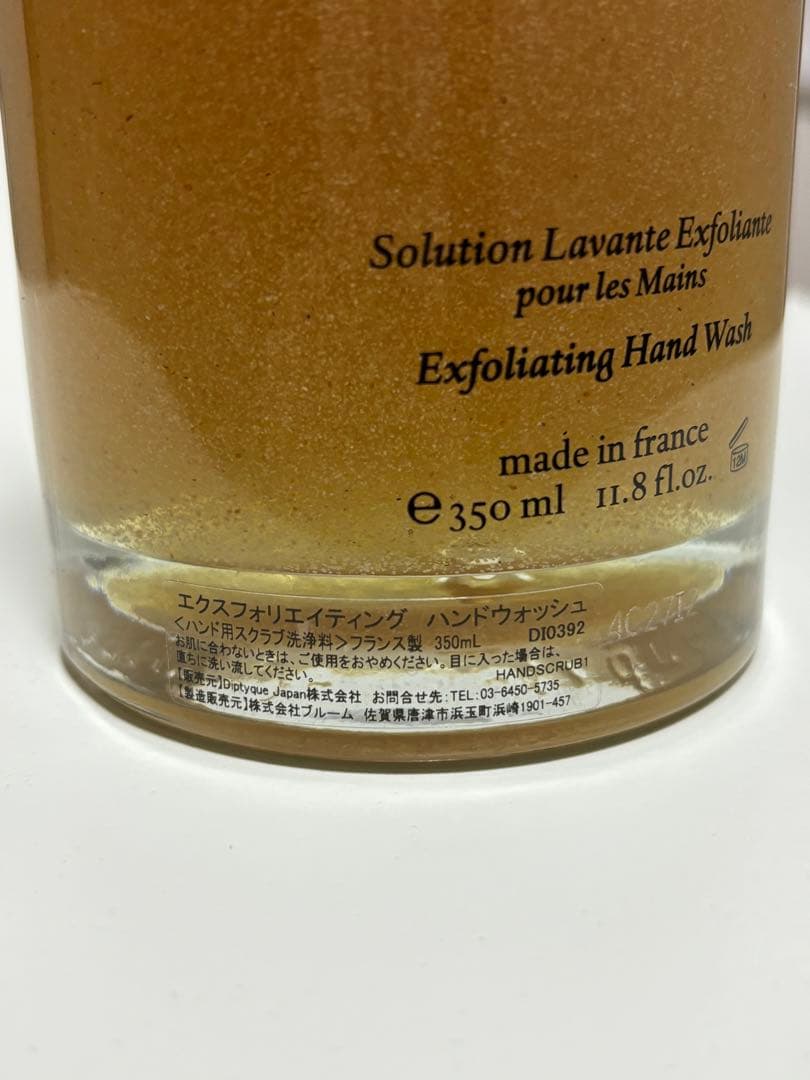 Solution Lavante Exfoliante
pour les Mains
Exfoliating Hand Wash
made in france
12M
e 350 ml 11.8 fl.oz.
エクスフォリエイティング ハンドウォッシュ
<ハンド用スクラブ洗浄料>フランス製 350mL DIO392
お肌に合わないときは、ご使用をおやめください。目に入った場合は、
直ちに洗い流してください。 HANDSCRUB1
【販売元】Diptyque Japan株式会社 お問合せ先:TEL:03-6450-5735
【製造販売元】株式会社ブルーム 佐賀県唐津市浜玉町浜崎1901-457